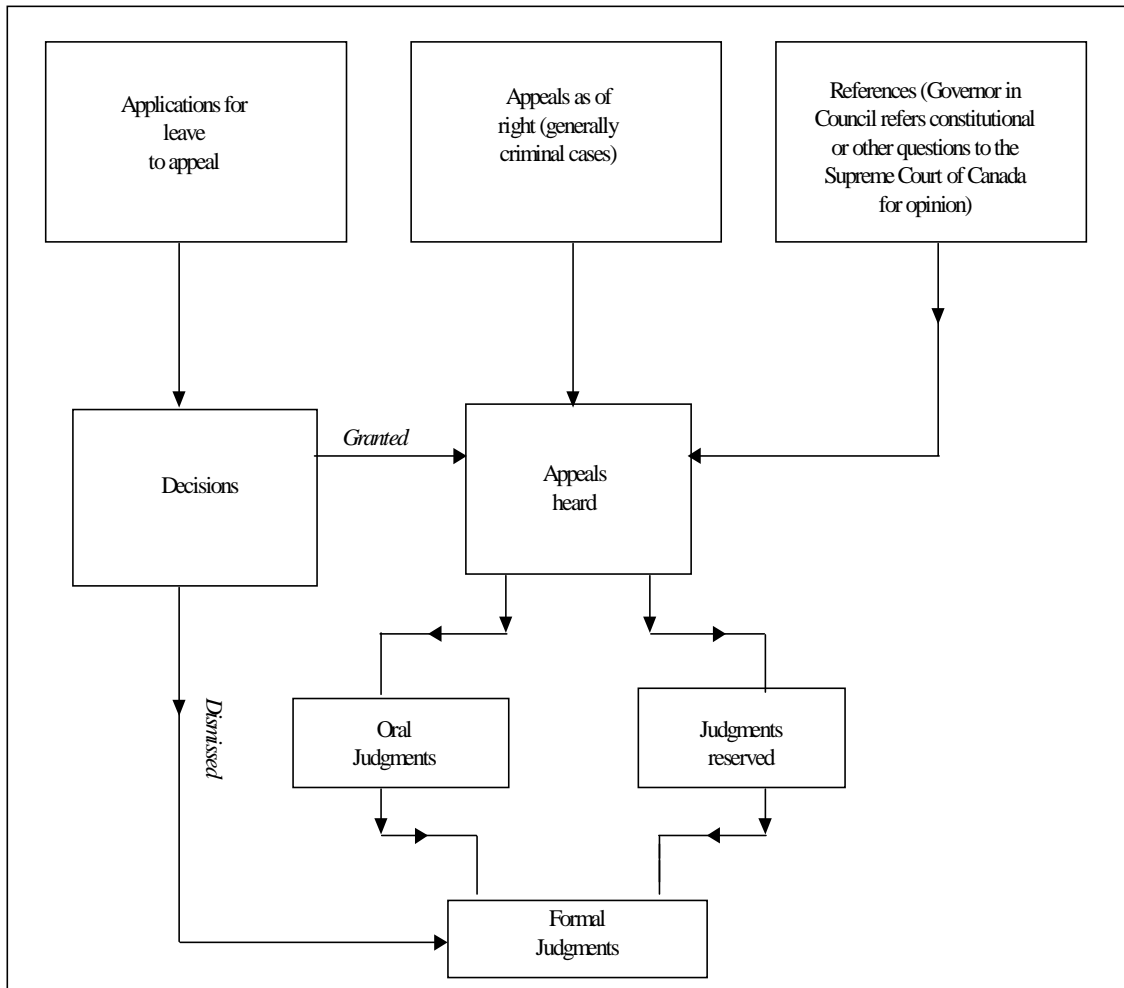 Applications for
leave
to appeal
Appeals as of
right (generally
criminal cases)
References (Governor in
Council refers constitutional
or other questions to the
Supreme Court of Canada
for opinion)
Decisions
Granted
Appeals
heard
Dismissed
Oral
Judgments
Judgments
reserved
Formal
Judgments